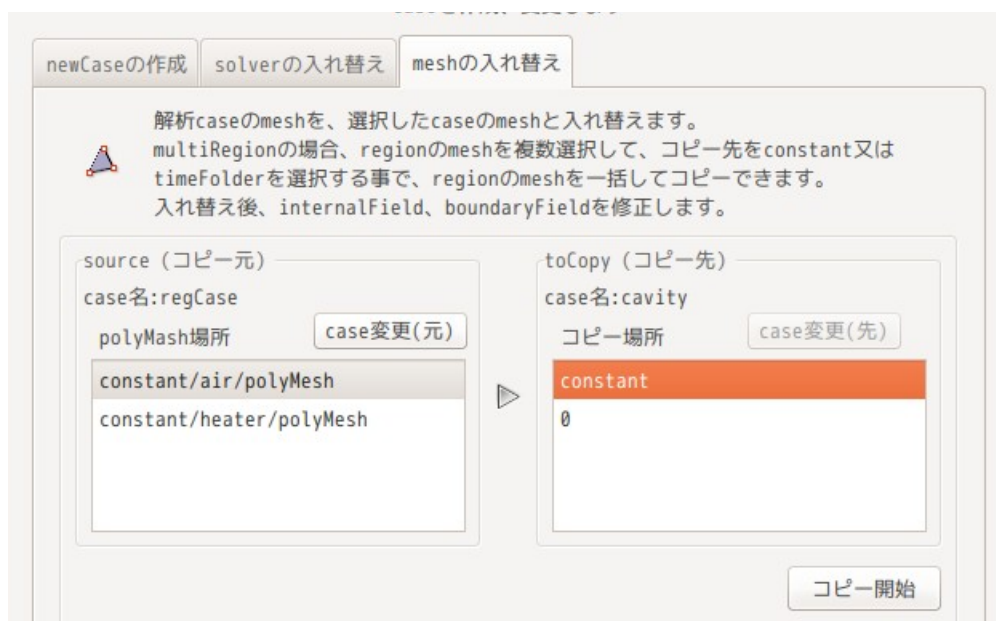 newCaseの作成 solverの入れ替え meshの入れ替え
解析caseのmeshを、選択したcaseのmeshと入れ替えます。
multiRegionの場合、regionのmeshを複数選択して、コピー先をconstant又は
timeFolderを選択する事で、regionのmeshを一括してコピーできます。
入れ替え後、internalField、boundaryFieldを修正します。
source (コピー元)
case名:regCase
polyMash場所 case変更(元)
constant/air/polyMesh
constant/heater/polyMesh
toCopy (コピー先)
case名:cavity
コピー場所 case変更(先)
constant
0
コピー開始